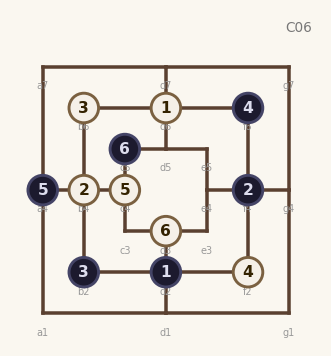 C06
a7 d7 g7
3 1 4
b6 d6 f6
6
c5 d5 e5
5 2 5 2
a4 b4 c4 e4 f4 g4
6
c3 d3 e3
3 1 4
b2 d2 f2
a1 d1 g1